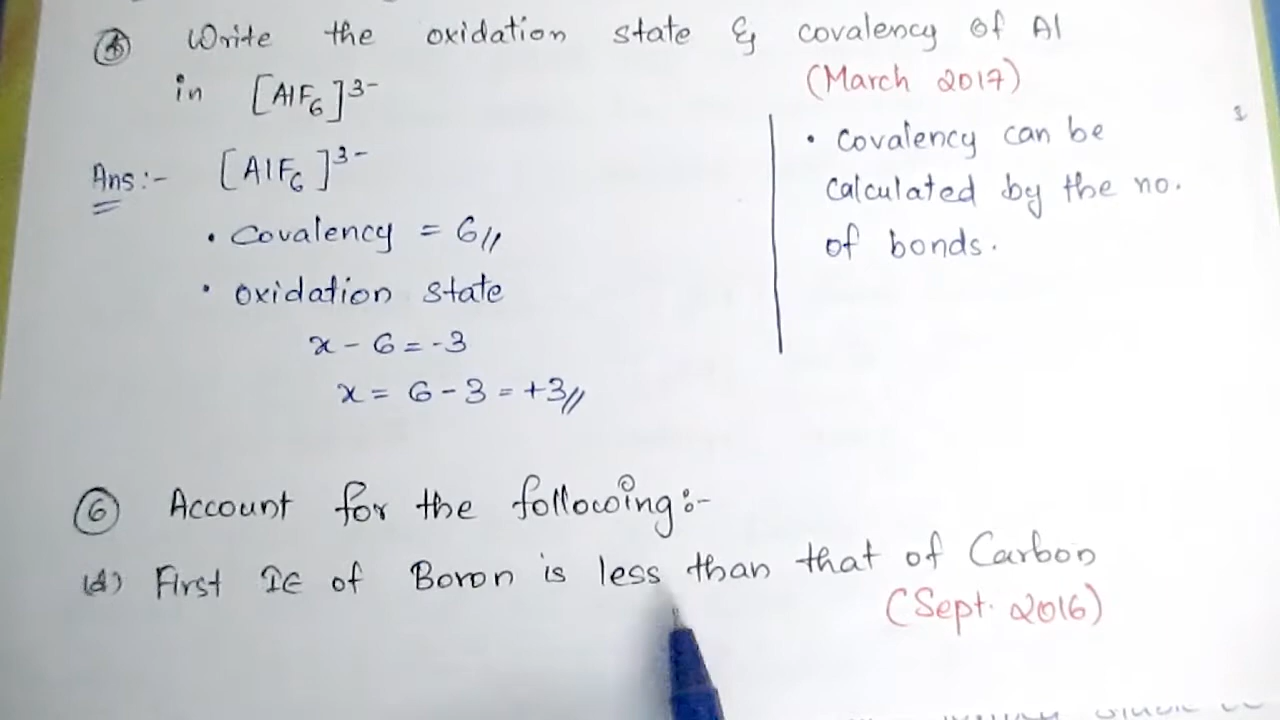 ⑤ Write the oxidation state & covalency of Al
in [AlF6]3- (March 2017)
Ans:- [AlF6]3-
• Covalency = 6//
• oxidation state
x - 6 = -3
x = 6 - 3 = +3//
• Covalency can be
calculated by the no.
of bonds.
⑥ Account for the following:-
(a) First IE of Boron is less than that of Carbon
(Sept. 2016)